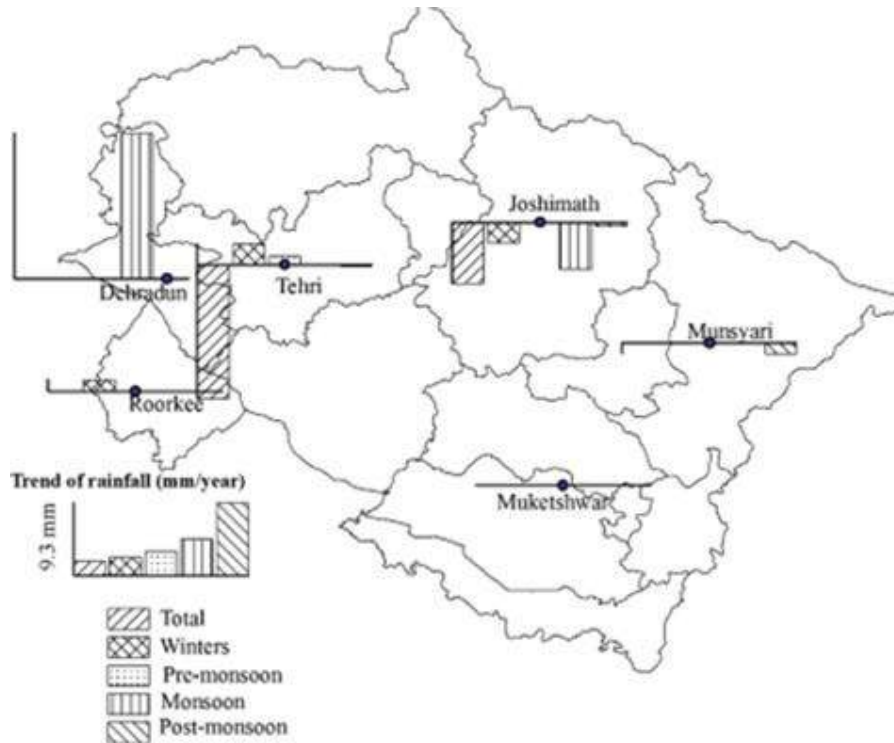 Joshimath
Dehradun
Tehri
Munsyari
Roorkee
Muketshwar
Trend of rainfall (mm/year)
9.3 mm
Total
Winters
Pre-monsoon
Monsoon
Post-monsoon